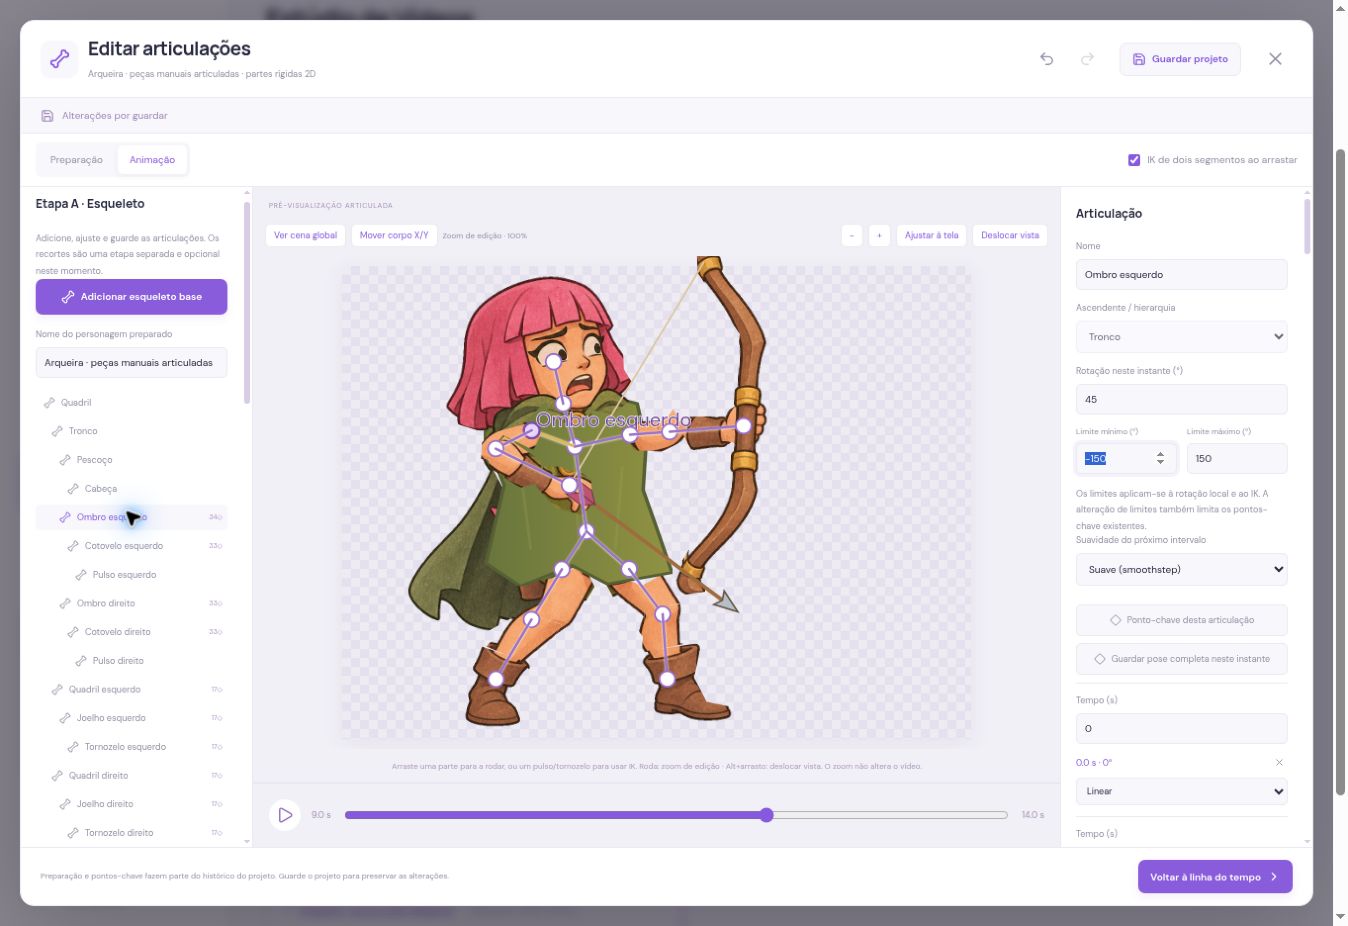 Editar articulações
Arqueira · peças manuais articuladas · partes rígidas 2D
Guardar projeto
Alterações por guardar
Preparação
Animação
IK de dois segmentos ao arrastar
Etapa A · Esqueleto
Adicione, ajuste e guarde as articulações. Os
recortes são uma etapa separada e opcional
neste momento.
Adicionar esqueleto base
Nome do personagem preparado
Arqueira · peças manuais articuladas
Quadril
Tronco
Pescoço
Cabeça
Ombro esq
Cotovelo esquerdo
Pulso esquerdo
Ombro direito
33◇
Cotovelo direito
33◇
Pulso direito
Quadril esquerdo
17◇
Joelho esquerdo
17◇
Tornozelo esquerdo
17◇
Quadril direito
17◇
Joelho direito
17◇
Tornozelo direito
17◇
PRÉ-VISUALIZAÇÃO ARTICULADA
Ver cena global
Mover corpo X/Y
Zoom de edição · 100%
-
+
Ajustar à tela
Deslocar vista
Ombro esquerdo
Arraste uma parte para a rodar, ou um pulso/tornozelo para usar IK. Roda: zoom de edição · Alt+arrasto: deslocar vista. O zoom não altera o vídeo.
9.0 s
14.0 s
Articulação
Nome
Ombro esquerdo
Ascendente / hierarquia
Tronco
Rotação neste instante (°)
45
Limite mínimo (°)
Limite máximo (°)
-150
150
Os limites aplicam-se à rotação local e ao IK. A
alteração de limites também limita os pontos-
chave existentes.
Suavidade do próximo intervalo
Suave (smoothstep)
Ponto-chave desta articulação
Guardar pose completa neste instante
Tempo (s)
0
0.0 s · 0°
Linear
Tempo (s)
Preparação e pontos-chave fazem parte do histórico do projeto. Guarde o projeto para preservar as alterações.
Voltar à linha do tempo